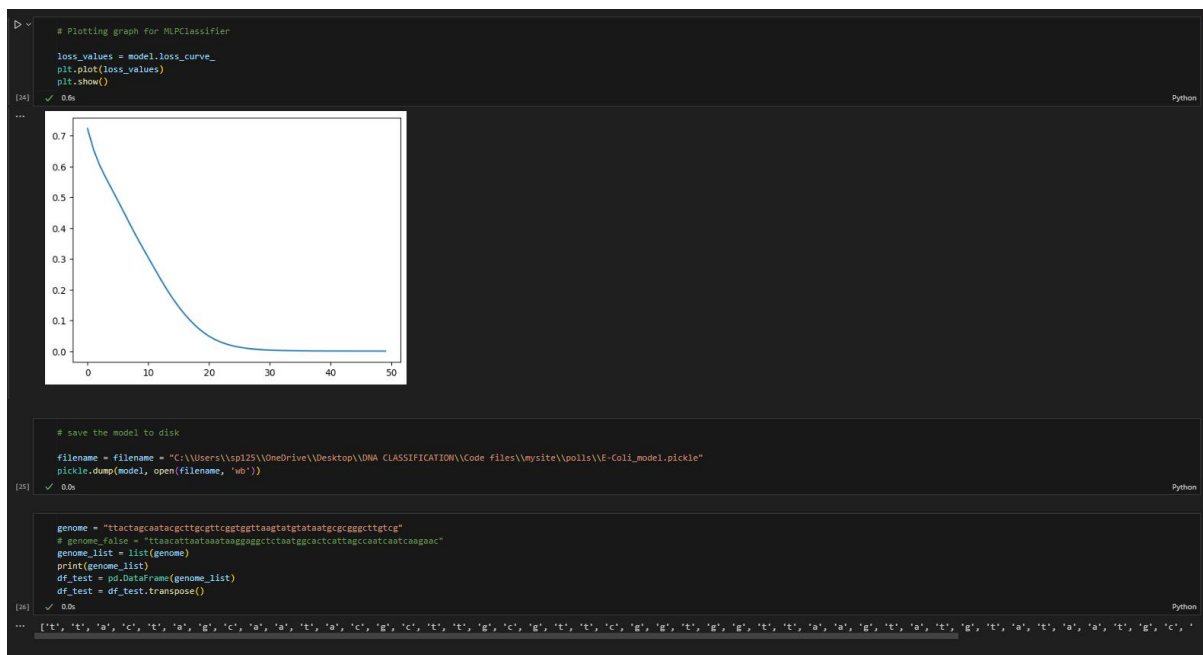 # Plotting graph for MLPClassifier
loss_values = model.loss_curve_
plt.plot(loss_values)
plt.show()
[24] ✓ 0.6s Python
...
0.7
0.6
0.5
0.4
0.3
0.2
0.1
0.0
0 10 20 30 40 50
# save the model to disk
filename = filename = "C:\\Users\\sp125\\OneDrive\\Desktop\\DNA CLASSIFICATION\\Code files\\mysite\\polls\\E-Coli_model.pickle"
pickle.dump(model, open(filename, 'wb'))
[25] ✓ 0.0s Python
genome = "ttactagcaatacgcttgcgttcggtggttaagtatgtataatgcgcgggcttgtcg"
# genome_false = "ttaacattaataaataaggaggctctaatggcactcattagccaatcaatcaagaac"
genome_list = list(genome)
print(genome_list)
df_test = pd.DataFrame(genome_list)
df_test = df_test.transpose()
[26] ✓ 0.0s Python
... ['t', 't', 'a', 'c', 't', 'a', 'g', 'c', 'a', 'a', 't', 'a', 'c', 'g', 'c', 't', 't', 'g', 'c', 'g', 't', 't', 'c', 'g', 'g', 't', 'g', 'g', 't', 't', 'a', 'a', 'g', 't', 'a', 't', 'g', 't', 'a', 't', 'a', 'a', 't', 'g', 'c', '